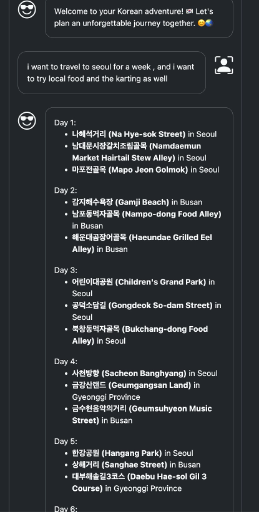 Welcome to your Korean adventure! 🇰🇷 Let's
plan an unforgettable journey together. 😊🌏
i want to travel to seoul for a week , and i want
to try local food and the karting as well
Day 1:
• 나혜석거리 (Na Hye-sok Street) in Seoul
• 남대문시장갈치조림골목 (Namdaemun
Market Hairtail Stew Alley) in Seoul
• 마포전골목 (Mapo Jeon Golmok) in Seoul
Day 2:
• 감지해수욕장 (Gamji Beach) in Busan
• 남포동먹자골목 (Nampo-dong Food Alley)
in Busan
• 해운대곰장어골목 (Haeundae Grilled Eel
Alley) in Busan
Day 3:
• 어린이대공원 (Children's Grand Park) in
Seoul
• 공덕소담길 (Gongdeok So-dam Street) in
Seoul
• 북창동먹자골목 (Bukchang-dong Food
Alley) in Seoul
Day 4:
• 사천방향 (Sacheon Banghyang) in Seoul
• 금강산랜드 (Geumgangsan Land) in
Gyeonggi Province
• 금수현음악의거리 (Geumsuhyeon Music
Street) in Busan
Day 5:
• 한강공원 (Hangang Park) in Seoul
• 상해거리 (Sanghae Street) in Busan
• 대부해솔길3코스 (Daebu Hae-sol Gil 3
Course) in Gyeonggi Province
Day 6: